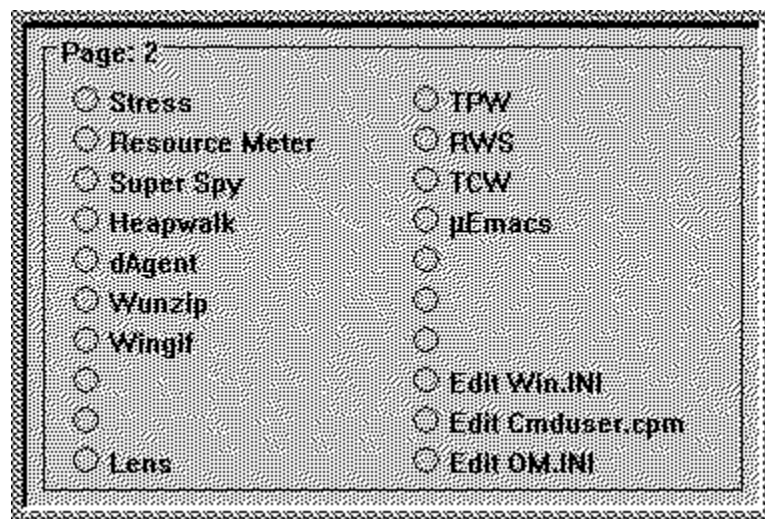 Page: 2
Stress
Resource Meter
Super Spy
Heapwalk
dAgent
Wunzip
Wingif
Lens
TPW
RWS
TCW
µEmacs
Edit Win.INI
Edit Cmduser.cpm
Edit OM.INI